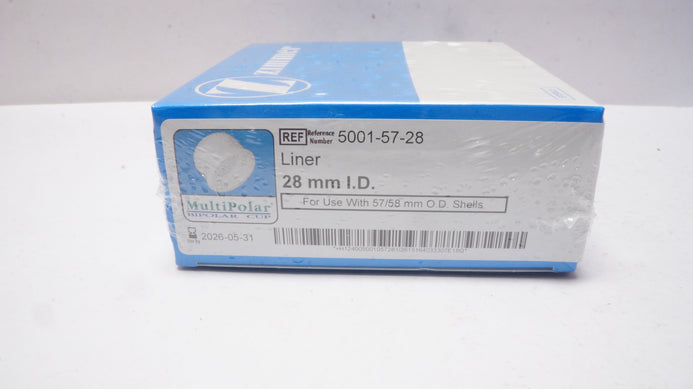 zimmer
REF Reference Number 5001-57-28
Liner
28 mm I.D.
For Use With 57/58 mm O.D. Shells
MultiPolar
BIPOLAR CUP
2026-05-31